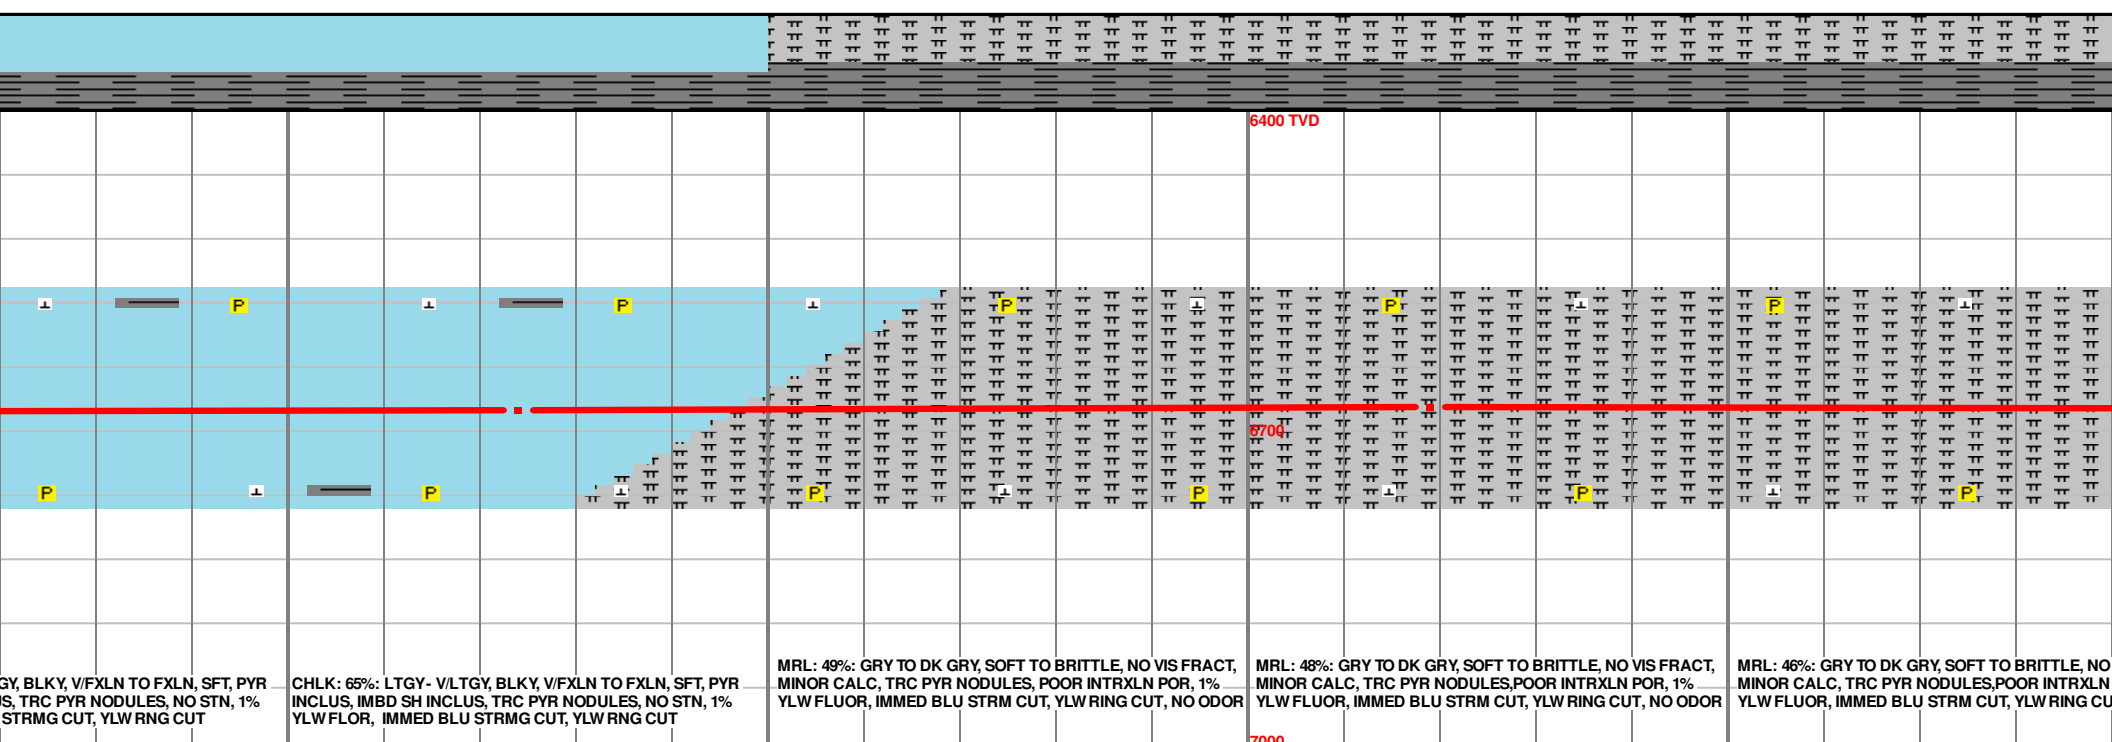 6400 TVD
6700
GY, BLKY, V/FXLN TO FXLN, SFT, PYR
S, TRC PYR NODULES, NO STN, 1%
STRMG CUT, YLW RNG CUT
CHLK: 65%: LTGY- V/LTGY, BLKY, V/FXLN TO FXLN, SFT, PYR
INCLUS, IMBD SH INCLUS, TRC PYR NODULES, NO STN, 1%
YLW FLOR, IMMED BLU STRMG CUT, YLW RNG CUT
MRL: 49%: GRY TO DK GRY, SOFT TO BRITTLE, NO VIS FRACT,
MINOR CALC, TRC PYR NODULES, POOR INTRXLN POR, 1%
YLW FLUOR, IMMED BLU STRM CUT, YLW RING CUT, NO ODOR
MRL: 48%: GRY TO DK GRY, SOFT TO BRITTLE, NO VIS FRACT,
MINOR CALC, TRC PYR NODULES,POOR INTRXLN POR, 1%
YLW FLUOR, IMMED BLU STRM CUT, YLW RING CUT, NO ODOR
MRL: 46%: GRY TO DK GRY, SOFT TO BRITTLE, NO
MINOR CALC, TRC PYR NODULES,POOR INTRXLN
YLW FLUOR, IMMED BLU STRM CUT, YLW RING CU
7000
P
P
P
P
P
P
P
P
P
P
P